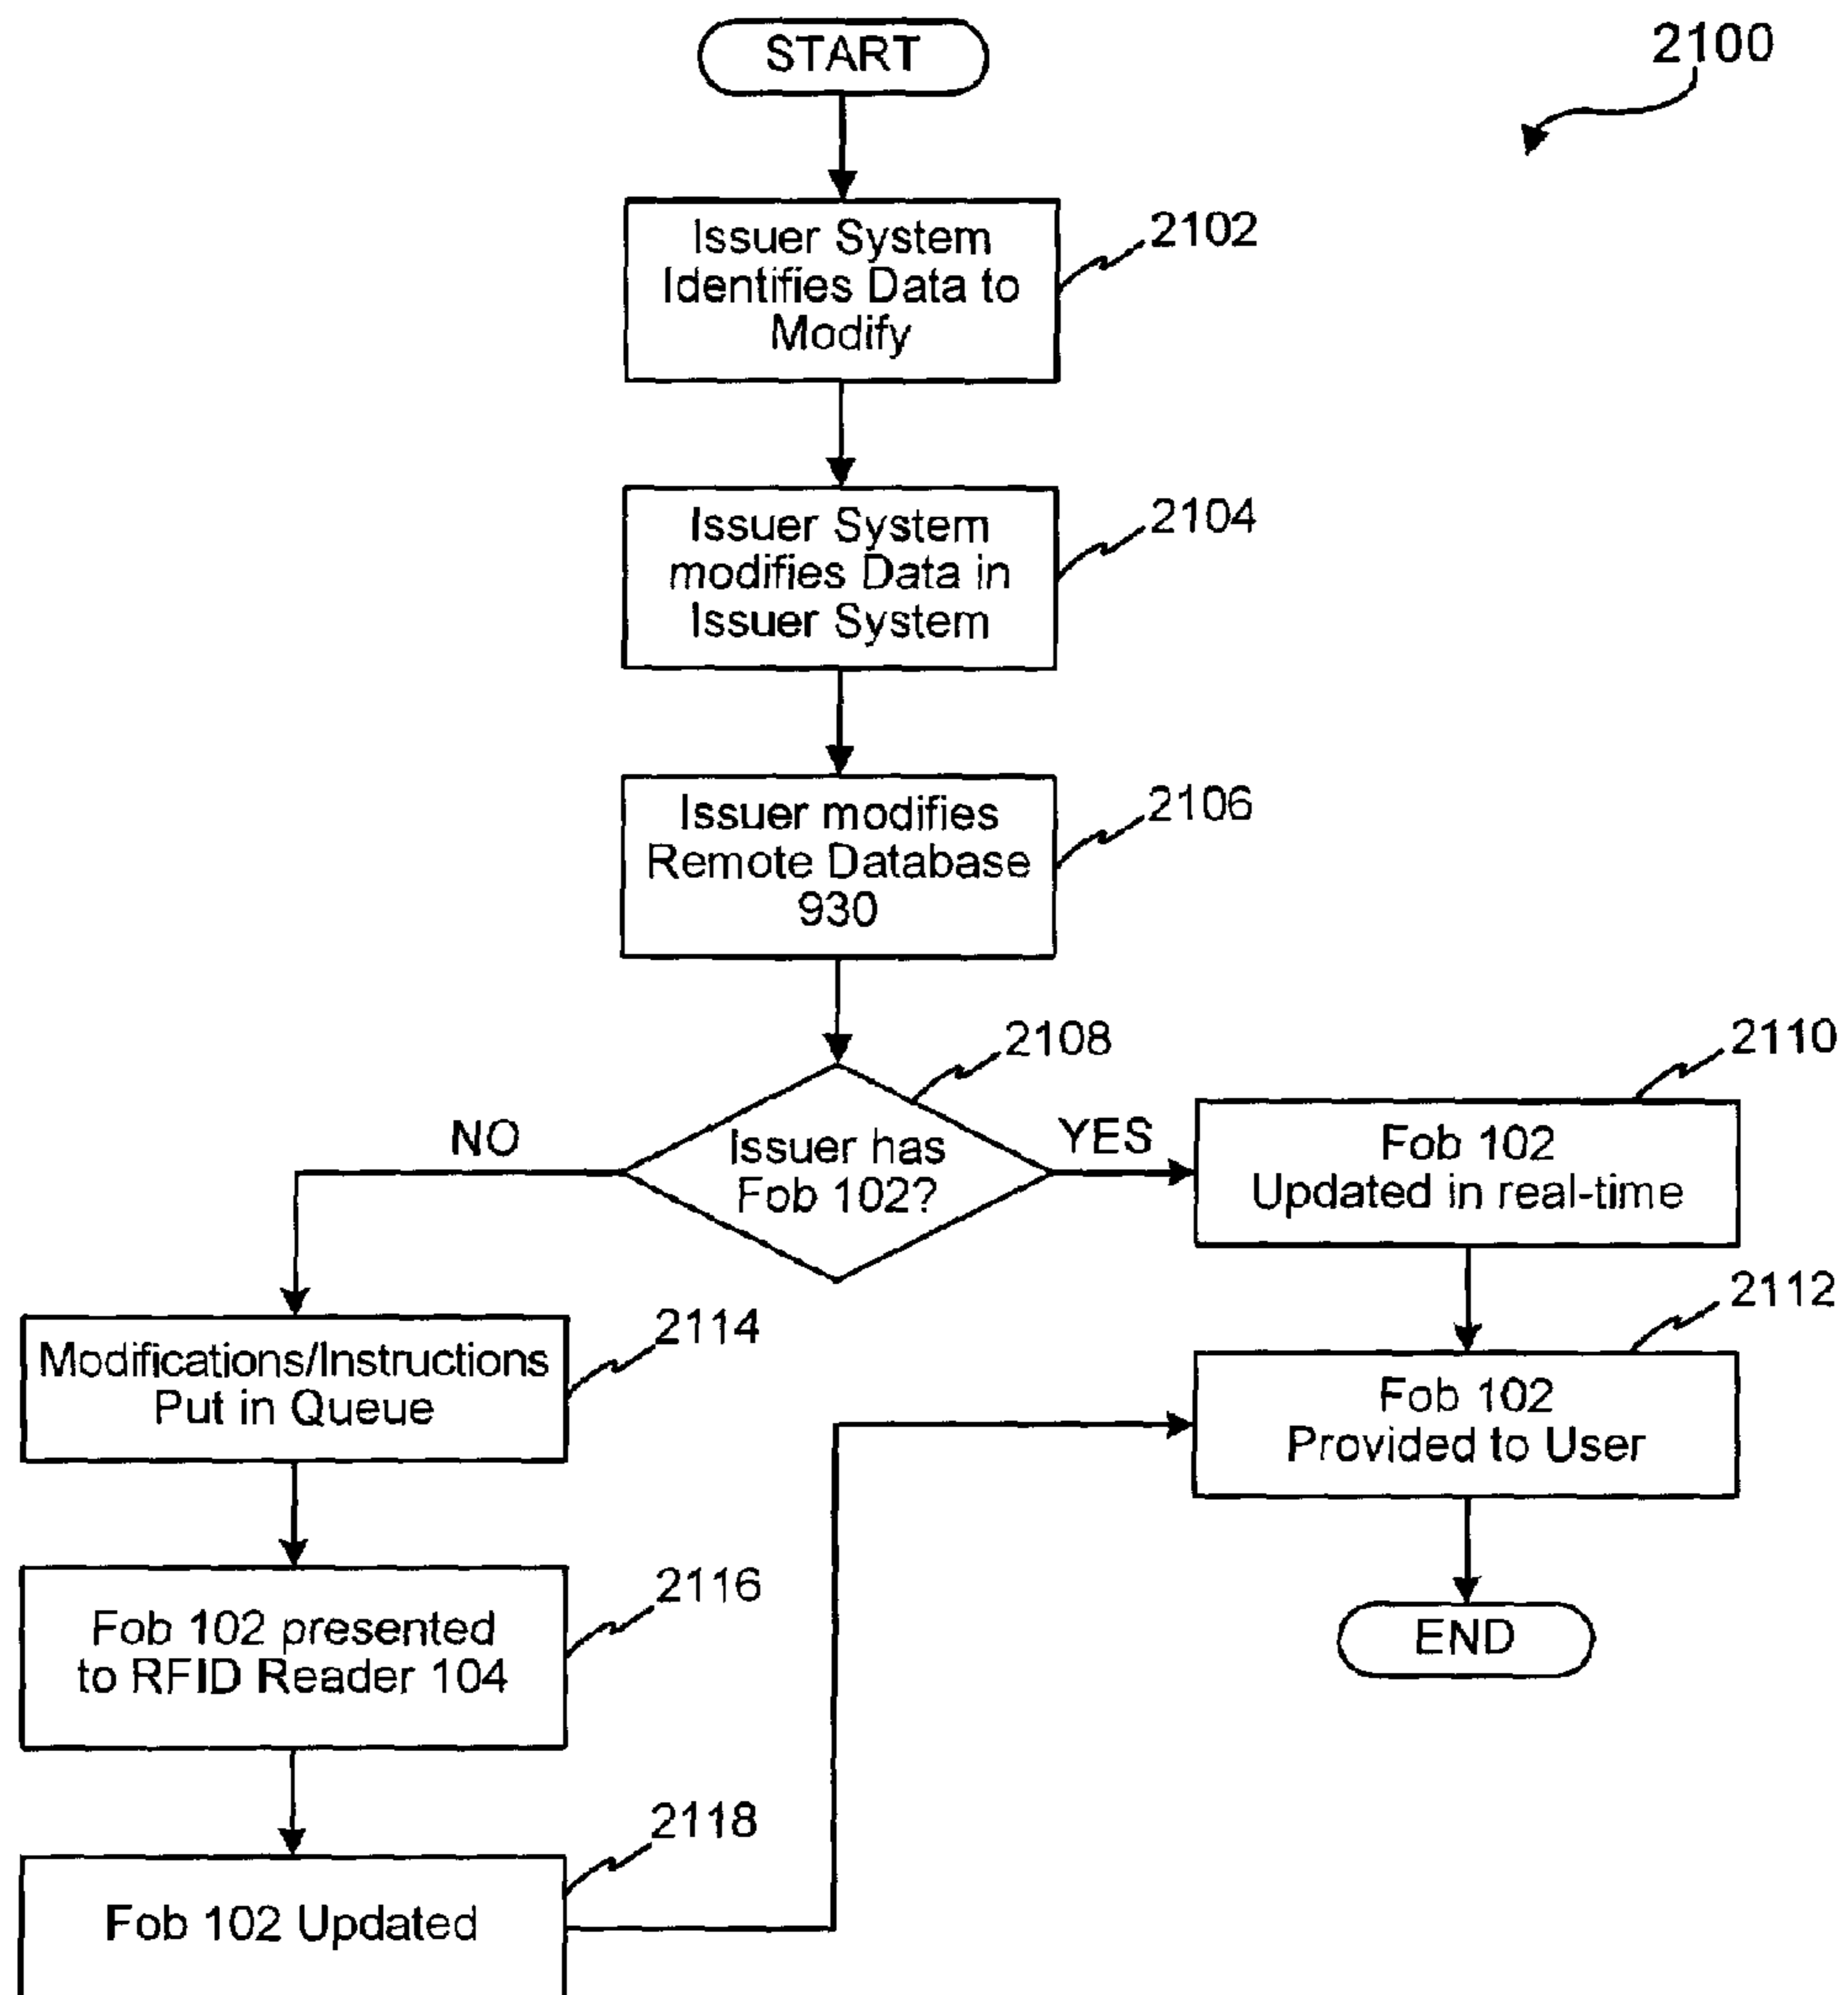 START
2100
Issuer System
Identifies Data to
Modify
2102
Issuer System
modifies Data in
Issuer System
2104
Issuer modifies
Remote Database
930
2106
2108
Issuer has
Fob 102?
NO
YES
2110
Fob 102
Updated in real-time
2112
Fob 102
Provided to User
END
2114
Modifications/Instructions
Put in Queue
2116
Fob 102 presented
to RFID Reader 104
2118
Fob 102 Updated